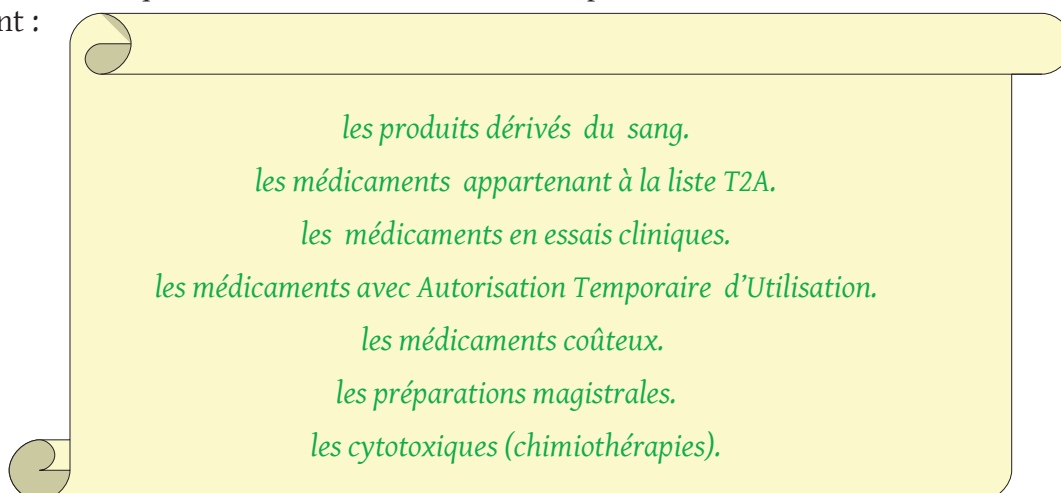 nt :
les produits dérivés du sang.
les médicaments appartenant à la liste T2A.
les médicaments en essais cliniques.
les médicaments avec Autorisation Temporaire d’Utilisation.
les médicaments coûteux.
les préparations magistrales.
les cytotoxiques (chimiothérapies).